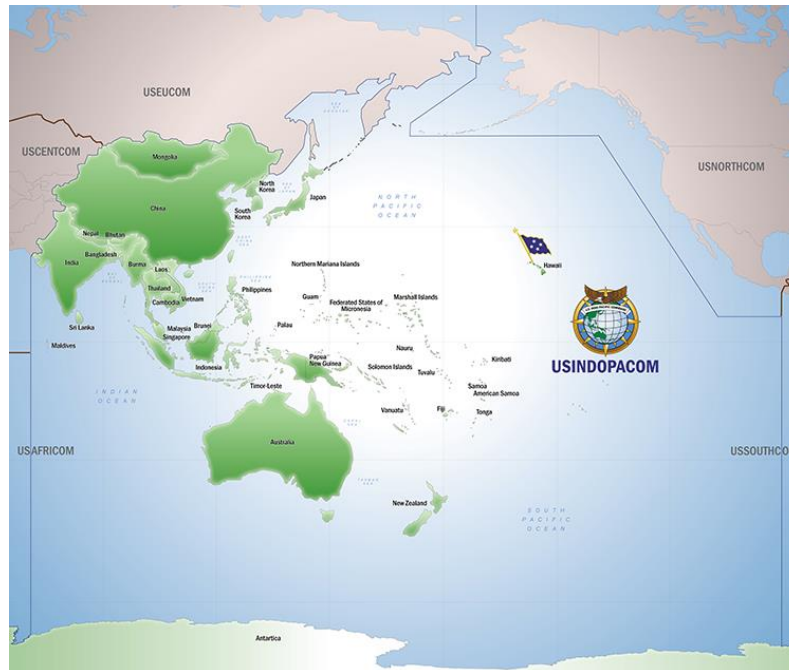 USEUCOM
USCENTCOM
USNORTHCOM
Mongolia
China
North
Korea
South
Korea
Japan
NORTH
PACIFIC
OCEAN
Nepal
Bhutan
India
Bangladesh
Burma
Laos
Thailand
Vietnam
Cambodia
Philippines
Northern Mariana Islands
Guam
Federated States of
Micronesia
Marshall Islands
Hawaii
Sri Lanka
Maldives
Malaysia
Brunei
Singapore
Indonesia
Palau
Papua
New Guinea
Nauru
Kiribati
Solomon Islands
Tuvalu
USINDOPACOM
Timor-Leste
Samoa
American Samoa
Vanuatu
Fiji
Tonga
INDIAN
OCEAN
USAFRICOM
Australia
USSOUTHCO
New Zealand
SOUTH
PACIFIC
OCEAN
Antartica